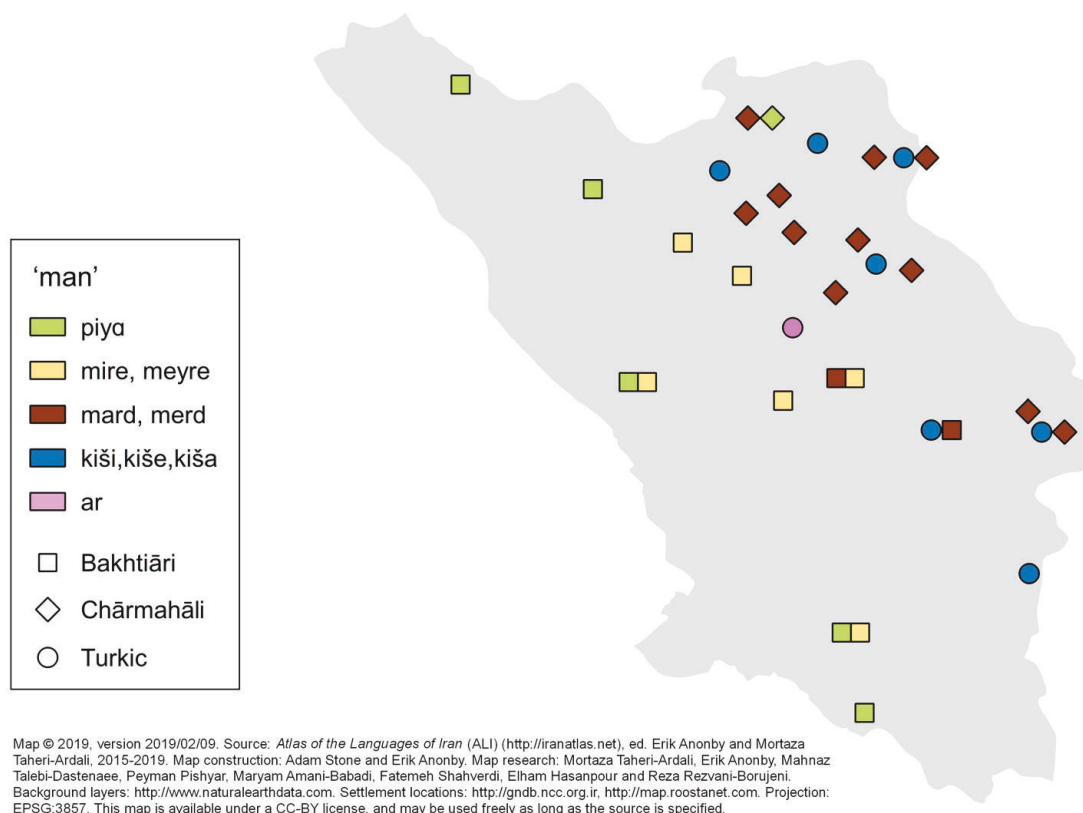 ‘man’
piyɑ
mire, meyre
mard, merd
kiši,kiše,kiša
ar
Bakhtiāri
Chārmahāli
Turkic
Map © 2019, version 2019/02/09. Source: Atlas of the Languages of Iran (ALI) (http://iranatlas.net), ed. Erik Anonby and Mortaza
Taheri-Ardali, 2015-2019. Map construction: Adam Stone and Erik Anonby. Map research: Mortaza Taheri-Ardali, Erik Anonby, Mahnaz
Talebi-Dastenaee, Peyman Pishyar, Maryam Amani-Babadi, Fatemeh Shahverdi, Elham Hasanpour and Reza Rezvani-Borujeni.
Background layers: http://www.naturalearthdata.com. Settlement locations: http://gndb.ncc.org.ir, http://map.roostanet.com. Projection:
EPSG:3857. This map is available under a CC-BY license, and may be used freely as long as the source is specified.